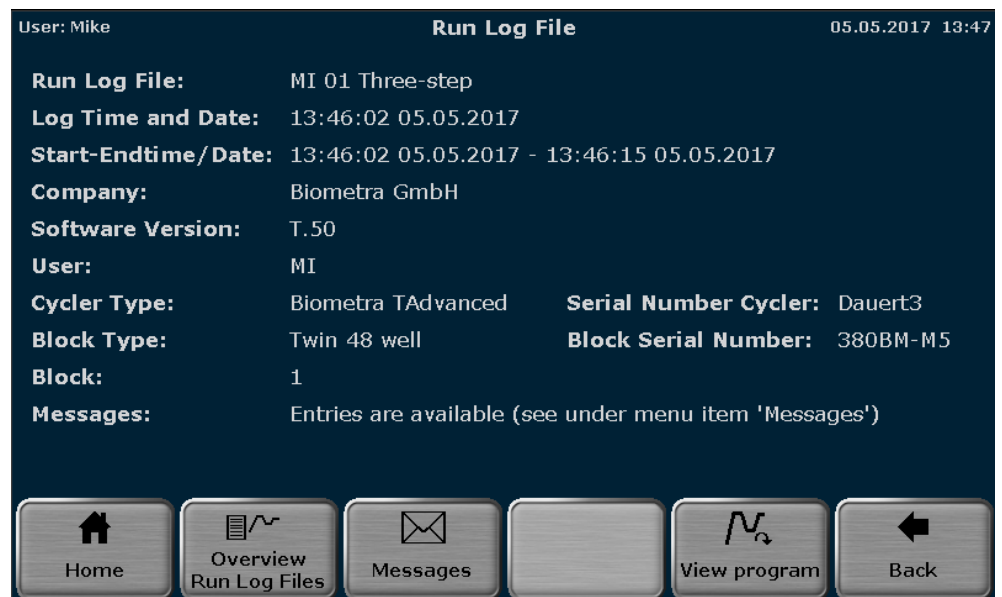 User: Mike Run Log File 05.05.2017 13:47
Run Log File: MI 01 Three-step
Log Time and Date: 13:46:02 05.05.2017
Start-Endtime/Date: 13:46:02 05.05.2017 - 13:46:15 05.05.2017
Company: Biometra GmbH
Software Version: T.50
User: MI
Cycler Type: Biometra TAdvanced Serial Number Cycler: Dauert3
Block Type: Twin 48 well Block Serial Number: 380BM-M5
Block: 1
Messages: Entries are available (see under menu item 'Messages')
Home
Overview
Run Log Files
Messages
View program
Back